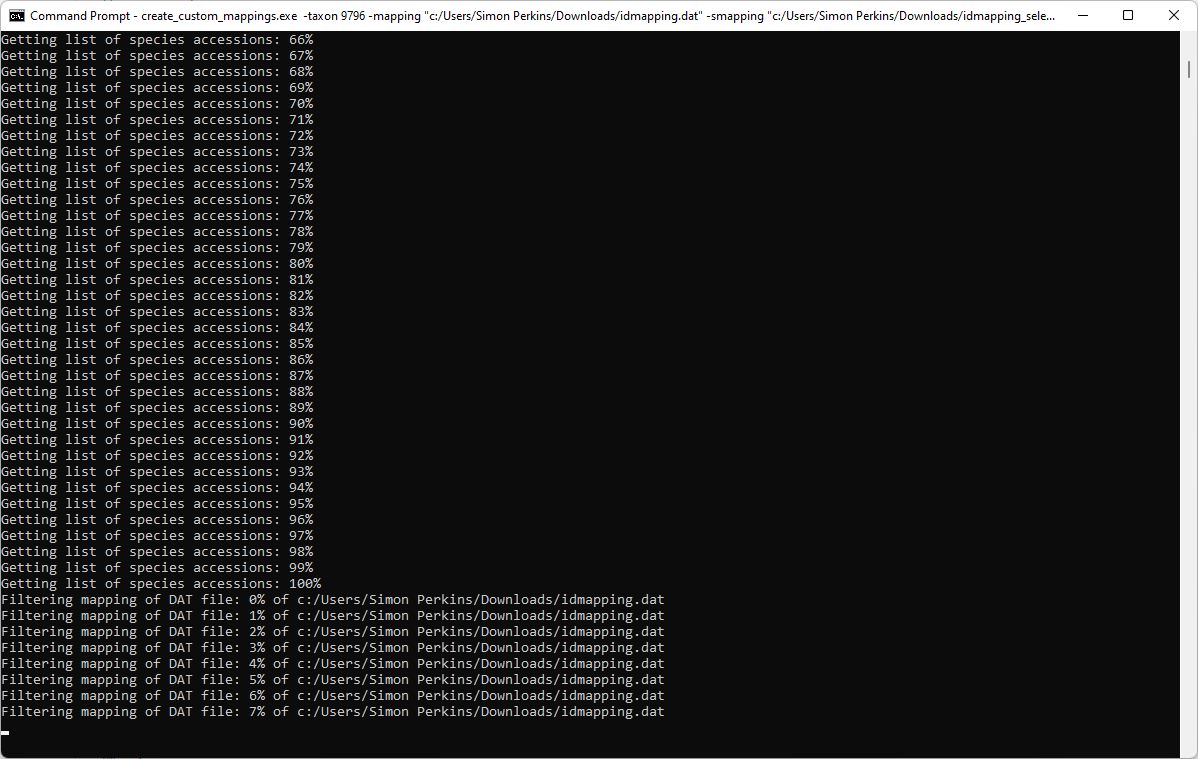 Command Prompt - create_custom_mappings.exe -taxon 9796 -mapping "c:/Users/Simon Perkins/Downloads/idmapping.dat" -smapping "c:/Users/Simon Perkins/Downloads/idmapping_sele...
Getting list of species accessions: 66%
Getting list of species accessions: 67%
Getting list of species accessions: 68%
Getting list of species accessions: 69%
Getting list of species accessions: 70%
Getting list of species accessions: 71%
Getting list of species accessions: 72%
Getting list of species accessions: 73%
Getting list of species accessions: 74%
Getting list of species accessions: 75%
Getting list of species accessions: 76%
Getting list of species accessions: 77%
Getting list of species accessions: 78%
Getting list of species accessions: 79%
Getting list of species accessions: 80%
Getting list of species accessions: 81%
Getting list of species accessions: 82%
Getting list of species accessions: 83%
Getting list of species accessions: 84%
Getting list of species accessions: 85%
Getting list of species accessions: 86%
Getting list of species accessions: 87%
Getting list of species accessions: 88%
Getting list of species accessions: 89%
Getting list of species accessions: 90%
Getting list of species accessions: 91%
Getting list of species accessions: 92%
Getting list of species accessions: 93%
Getting list of species accessions: 94%
Getting list of species accessions: 95%
Getting list of species accessions: 96%
Getting list of species accessions: 97%
Getting list of species accessions: 98%
Getting list of species accessions: 99%
Getting list of species accessions: 100%
Filtering mapping of DAT file: 0% of c:/Users/Simon Perkins/Downloads/idmapping.dat
Filtering mapping of DAT file: 1% of c:/Users/Simon Perkins/Downloads/idmapping.dat
Filtering mapping of DAT file: 2% of c:/Users/Simon Perkins/Downloads/idmapping.dat
Filtering mapping of DAT file: 3% of c:/Users/Simon Perkins/Downloads/idmapping.dat
Filtering mapping of DAT file: 4% of c:/Users/Simon Perkins/Downloads/idmapping.dat
Filtering mapping of DAT file: 5% of c:/Users/Simon Perkins/Downloads/idmapping.dat
Filtering mapping of DAT file: 6% of c:/Users/Simon Perkins/Downloads/idmapping.dat
Filtering mapping of DAT file: 7% of c:/Users/Simon Perkins/Downloads/idmapping.dat